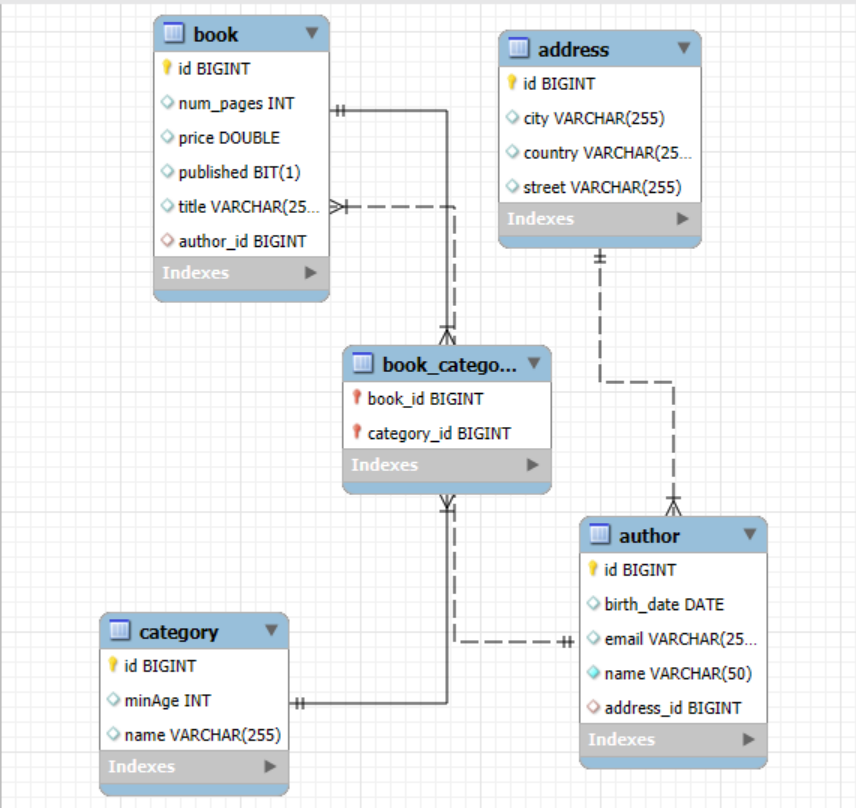 book
id BIGINT
num_pages INT
price DOUBLE
published BIT(1)
title VARCHAR(25...
author_id BIGINT
Indexes
address
id BIGINT
city VARCHAR(255)
country VARCHAR(25...
street VARCHAR(255)
Indexes
book_catego...
book_id BIGINT
category_id BIGINT
Indexes
author
id BIGINT
birth_date DATE
email VARCHAR(25...
name VARCHAR(50)
address_id BIGINT
Indexes
category
id BIGINT
minAge INT
name VARCHAR(255)
Indexes